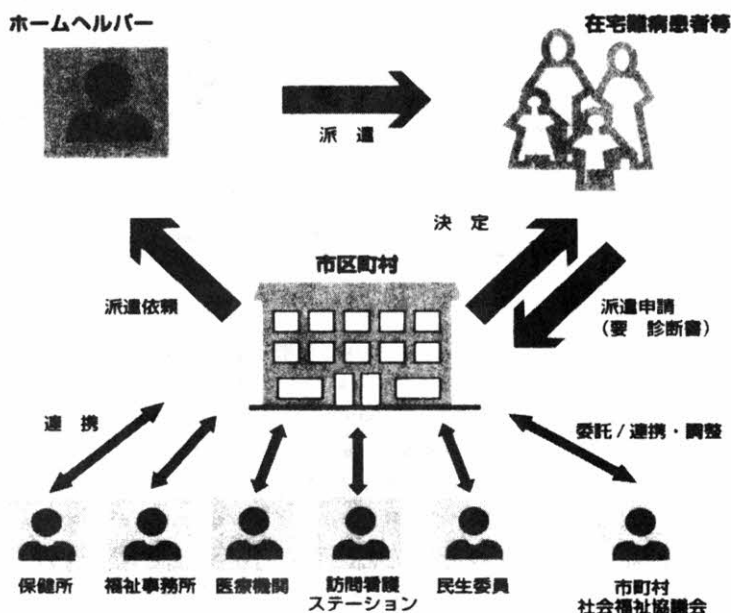 ホームヘルパー
在宅難病患者等
派 遣
決 定
市区町村
派遣依頼
派遣申請
(要 診断書)
連 携
委託/連携・調整
保健所
福祉事務所
医療機関
訪問看護
ステーション
民生委員
市町村
社会福祉協議会